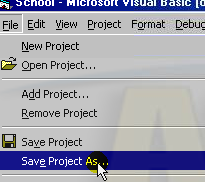 School - Microsoft Visual Basic [d
File Edit View Project Format Debug
New Project
Open Project...
Add Project...
Remove Project
Save Project
Save Project As...